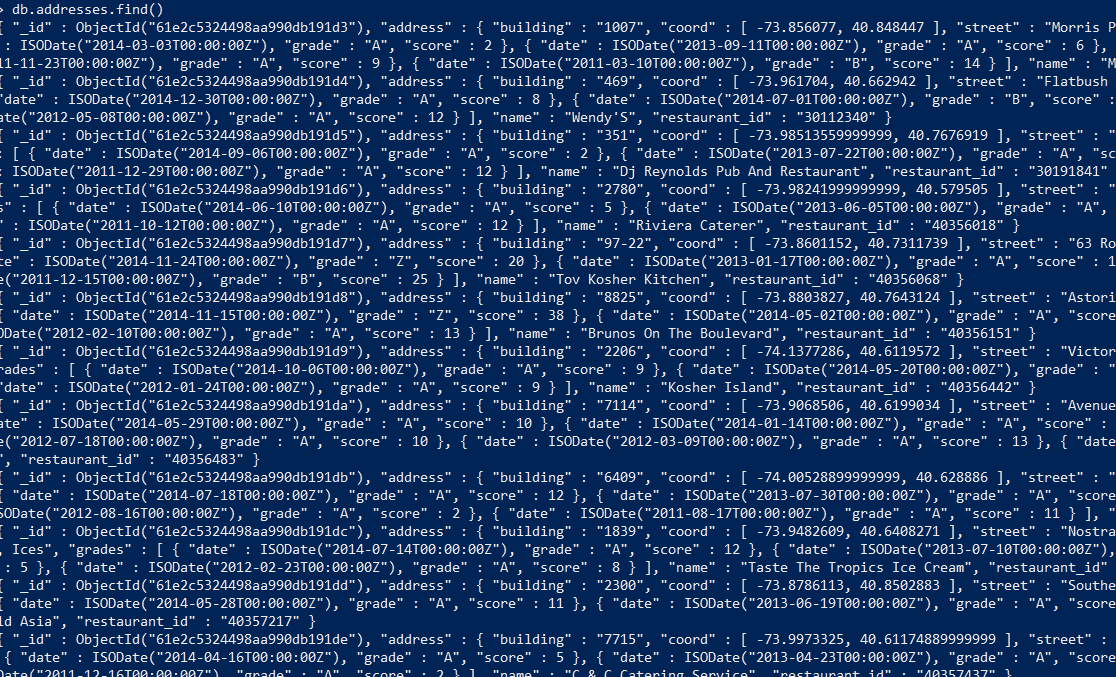 > db.addresses.find()
{ "_id" : ObjectId("61e2c5324498aa990db191d3"), "address" : { "building" : "1007", "coord" : [ -73.856077, 40.848447 ], "street" : "Morris P
: ISODate("2014-03-03T00:00:00Z"), "grade" : "A", "score" : 2 }, { "date" : ISODate("2013-09-11T00:00:00Z"), "grade" : "A", "score" : 6 },
11-11-23T00:00:00Z"), "grade" : "A", "score" : 9 }, { "date" : ISODate("2011-03-10T00:00:00Z"), "grade" : "B", "score" : 14 } ], "name" : "M
{ "_id" : ObjectId("61e2c5324498aa990db191d4"), "address" : { "building" : "469", "coord" : [ -73.961704, 40.662942 ], "street" : "Flatbush
"date" : ISODate("2014-12-30T00:00:00Z"), "grade" : "A", "score" : 8 }, { "date" : ISODate("2014-07-01T00:00:00Z"), "grade" : "B", "score" :
ate("2012-05-08T00:00:00Z"), "grade" : "A", "score" : 12 } ], "name" : "Wendy'S", "restaurant_id" : "30112340" }
{ "_id" : ObjectId("61e2c5324498aa990db191d5"), "address" : { "building" : "351", "coord" : [ -73.98513559999999, 40.7676919 ], "street" :
: [ { "date" : ISODate("2014-09-06T00:00:00Z"), "grade" : "A", "score" : 2 }, { "date" : ISODate("2013-07-22T00:00:00Z"), "grade" : "A", "sc
: ISODate("2011-12-29T00:00:00Z"), "grade" : "A", "score" : 12 } ], "name" : "Dj Reynolds Pub And Restaurant", "restaurant_id" : "30191841"
{ "_id" : ObjectId("61e2c5324498aa990db191d6"), "address" : { "building" : "2780", "coord" : [ -73.98241999999999, 40.579505 ], "street" :
s" : [ { "date" : ISODate("2014-06-10T00:00:00Z"), "grade" : "A", "score" : 5 }, { "date" : ISODate("2013-06-05T00:00:00Z"), "grade" : "A",
: ISODate("2011-10-12T00:00:00Z"), "grade" : "A", "score" : 12 } ], "name" : "Riviera Caterer", "restaurant_id" : "40356018" }
{ "_id" : ObjectId("61e2c5324498aa990db191d7"), "address" : { "building" : "97-22", "coord" : [ -73.8601152, 40.7311739 ], "street" : "63 Ro
te" : ISODate("2014-11-24T00:00:00Z"), "grade" : "Z", "score" : 20 }, { "date" : ISODate("2013-01-17T00:00:00Z"), "grade" : "A", "score" : 1
e("2011-12-15T00:00:00Z"), "grade" : "B", "score" : 25 } ], "name" : "Tov Kosher Kitchen", "restaurant_id" : "40356068" }
{ "_id" : ObjectId("61e2c5324498aa990db191d8"), "address" : { "building" : "8825", "coord" : [ -73.8803827, 40.7643124 ], "street" : "Astori
{ "date" : ISODate("2014-11-15T00:00:00Z"), "grade" : "Z", "score" : 38 }, { "date" : ISODate("2014-05-02T00:00:00Z"), "grade" : "A", "score
ODate("2012-02-10T00:00:00Z"), "grade" : "A", "score" : 13 } ], "name" : "Brunos On The Boulevard", "restaurant_id" : "40356151" }
{ "_id" : ObjectId("61e2c5324498aa990db191d9"), "address" : { "building" : "2206", "coord" : [ -74.1377286, 40.6119572 ], "street" : "Victor
rades" : [ { "date" : ISODate("2014-10-06T00:00:00Z"), "grade" : "A", "score" : 9 }, { "date" : ISODate("2014-05-20T00:00:00Z"), "grade" : "
"date" : ISODate("2012-01-24T00:00:00Z"), "grade" : "A", "score" : 9 } ], "name" : "Kosher Island", "restaurant_id" : "40356442" }
{ "_id" : ObjectId("61e2c5324498aa990db191da"), "address" : { "building" : "7114", "coord" : [ -73.9068506, 40.6199034 ], "street" : "Avenue
ate" : ISODate("2014-05-29T00:00:00Z"), "grade" : "A", "score" : 10 }, { "date" : ISODate("2014-01-14T00:00:00Z"), "grade" : "A", "score" :
e("2012-07-18T00:00:00Z"), "grade" : "A", "score" : 10 }, { "date" : ISODate("2012-03-09T00:00:00Z"), "grade" : "A", "score" : 13 }, { "date
", "restaurant_id" : "40356483" }
{ "_id" : ObjectId("61e2c5324498aa990db191db"), "address" : { "building" : "6409", "coord" : [ -74.00528899999999, 40.628886 ], "street" : "
{ "date" : ISODate("2014-07-18T00:00:00Z"), "grade" : "A", "score" : 12 }, { "date" : ISODate("2013-07-30T00:00:00Z"), "grade" : "A", "score
SODate("2012-08-16T00:00:00Z"), "grade" : "A", "score" : 2 }, { "date" : ISODate("2011-08-17T00:00:00Z"), "grade" : "A", "score" : 11 } ], "
{ "_id" : ObjectId("61e2c5324498aa990db191dc"), "address" : { "building" : "1839", "coord" : [ -73.9482609, 40.6408271 ], "street" : "Nostra
, Ices", "grades" : [ { "date" : ISODate("2014-07-14T00:00:00Z"), "grade" : "A", "score" : 12 }, { "date" : ISODate("2013-07-10T00:00:00Z"),
: 5 }, { "date" : ISODate("2012-02-23T00:00:00Z"), "grade" : "A", "score" : 8 } ], "name" : "Taste The Tropics Ice Cream", "restaurant_id"
{ "_id" : ObjectId("61e2c5324498aa990db191dd"), "address" : { "building" : "2300", "coord" : [ -73.8786113, 40.8502883 ], "street" : "Southe
{ "date" : ISODate("2014-05-28T00:00:00Z"), "grade" : "A", "score" : 11 }, { "date" : ISODate("2013-06-19T00:00:00Z"), "grade" : "A", "score
ld Asia", "restaurant_id" : "40357217" }
{ "_id" : ObjectId("61e2c5324498aa990db191de"), "address" : { "building" : "7715", "coord" : [ -73.9973325, 40.61174889999999 ], "street" :
{ "date" : ISODate("2014-04-16T00:00:00Z"), "grade" : "A", "score" : 5 }, { "date" : ISODate("2013-04-23T00:00:00Z"), "grade" : "A", "score
Date("2011-12-16T00:00:00Z"), "grade" : "A", "score" : 2 } ], "name" : "C & C Catering Service", "restaurant_id" : "40357437" }